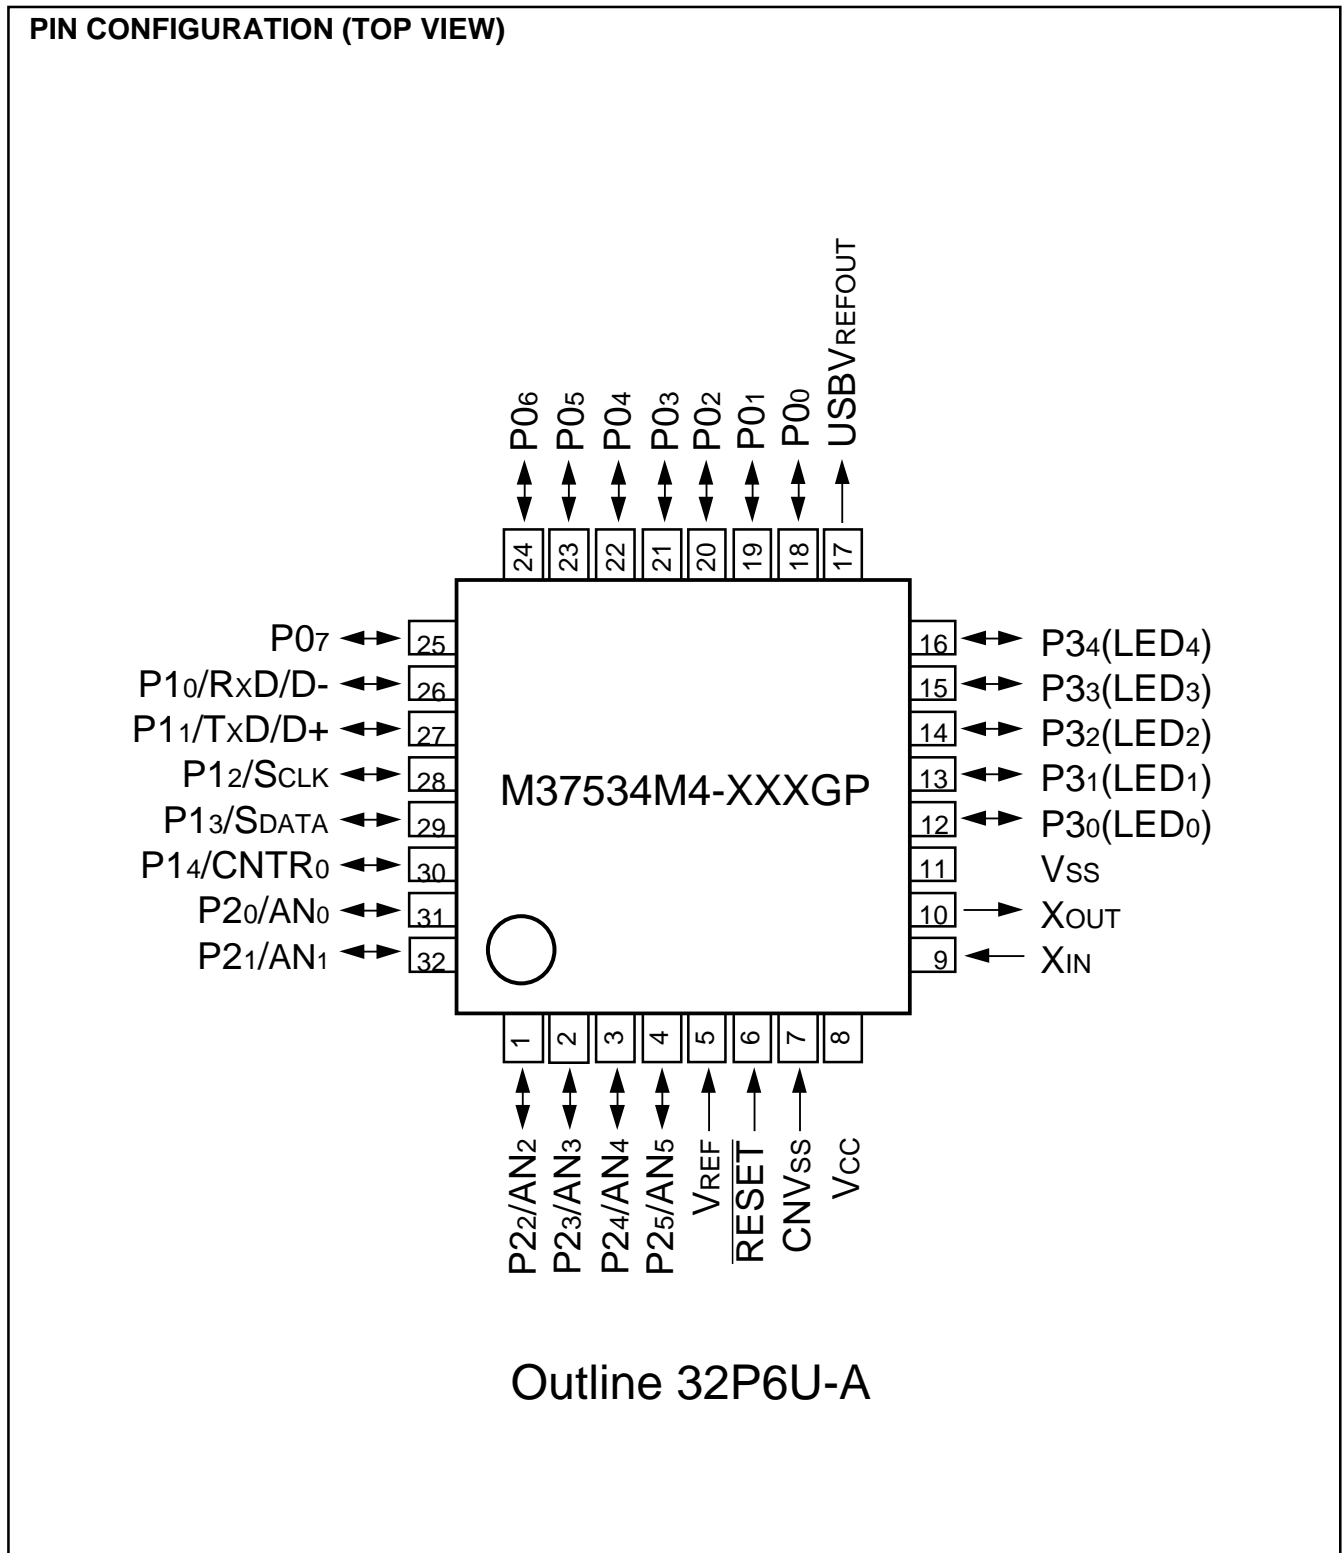 PIN CONFIGURATION (TOP VIEW)
P06
P05
P04
P03
P02
P01
P00
USBVREFOUT
24
23
22
21
20
19
18
17
P07
25
P10/RXD/D-
26
P11/TXD/D+
27
P12/SCLK
28
P13/SDATA
29
P14/CNTR0
30
P20/AN0
31
P21/AN1
32
M37534M4-XXXGP
16
P34(LED4)
15
P33(LED3)
14
P32(LED2)
13
P31(LED1)
12
P30(LED0)
11
VSS
10
XOUT
9
XIN
1
2
3
4
5
6
7
8
P22/AN2
P23/AN3
P24/AN4
P25/AN5
VREF
RESET
CNVSS
VCC
Outline 32P6U-A